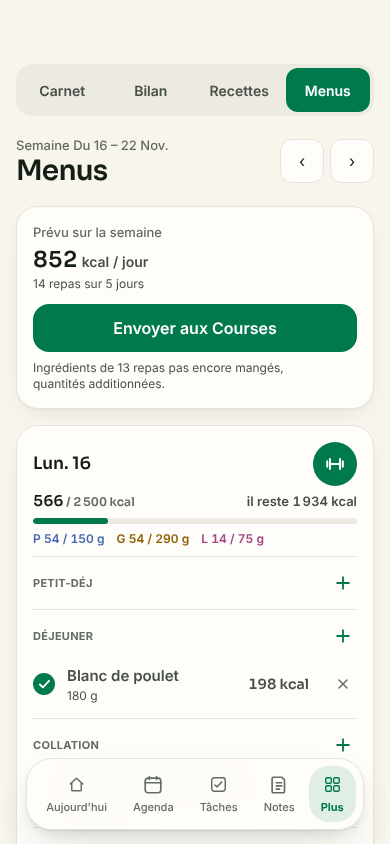 Carnet Bilan Recettes Menus
Semaine Du 16 – 22 Nov.
Menus
‹ ›
Prévu sur la semaine
852 kcal / jour
14 repas sur 5 jours
Envoyer aux Courses
Ingrédients de 13 repas pas encore mangés,
quantités additionnées.
Lun. 16
566 / 2 500 kcal il reste 1 934 kcal
P 54 / 150 g G 54 / 290 g L 14 / 75 g
PETIT-DÉJ
DÉJEUNER
Blanc de poulet 198 kcal
180 g
COLLATION
Aujourd'hui Agenda Tâches Notes Plus